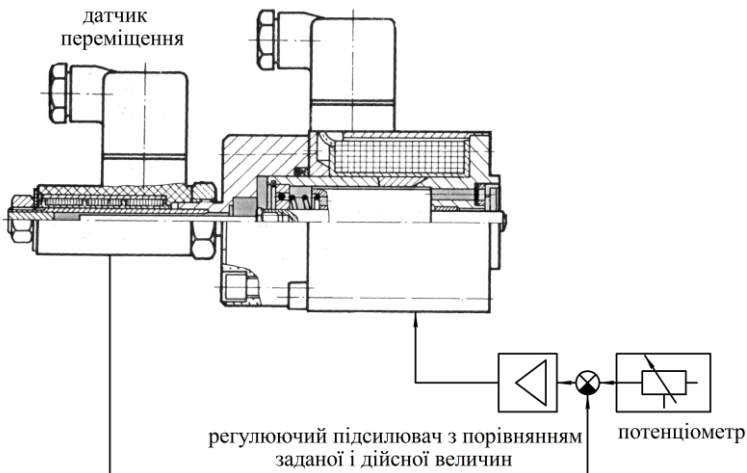 датчик
переміщення
регулюючий підсилювач з порівнянням
заданої і дійсної величин
потенціометр